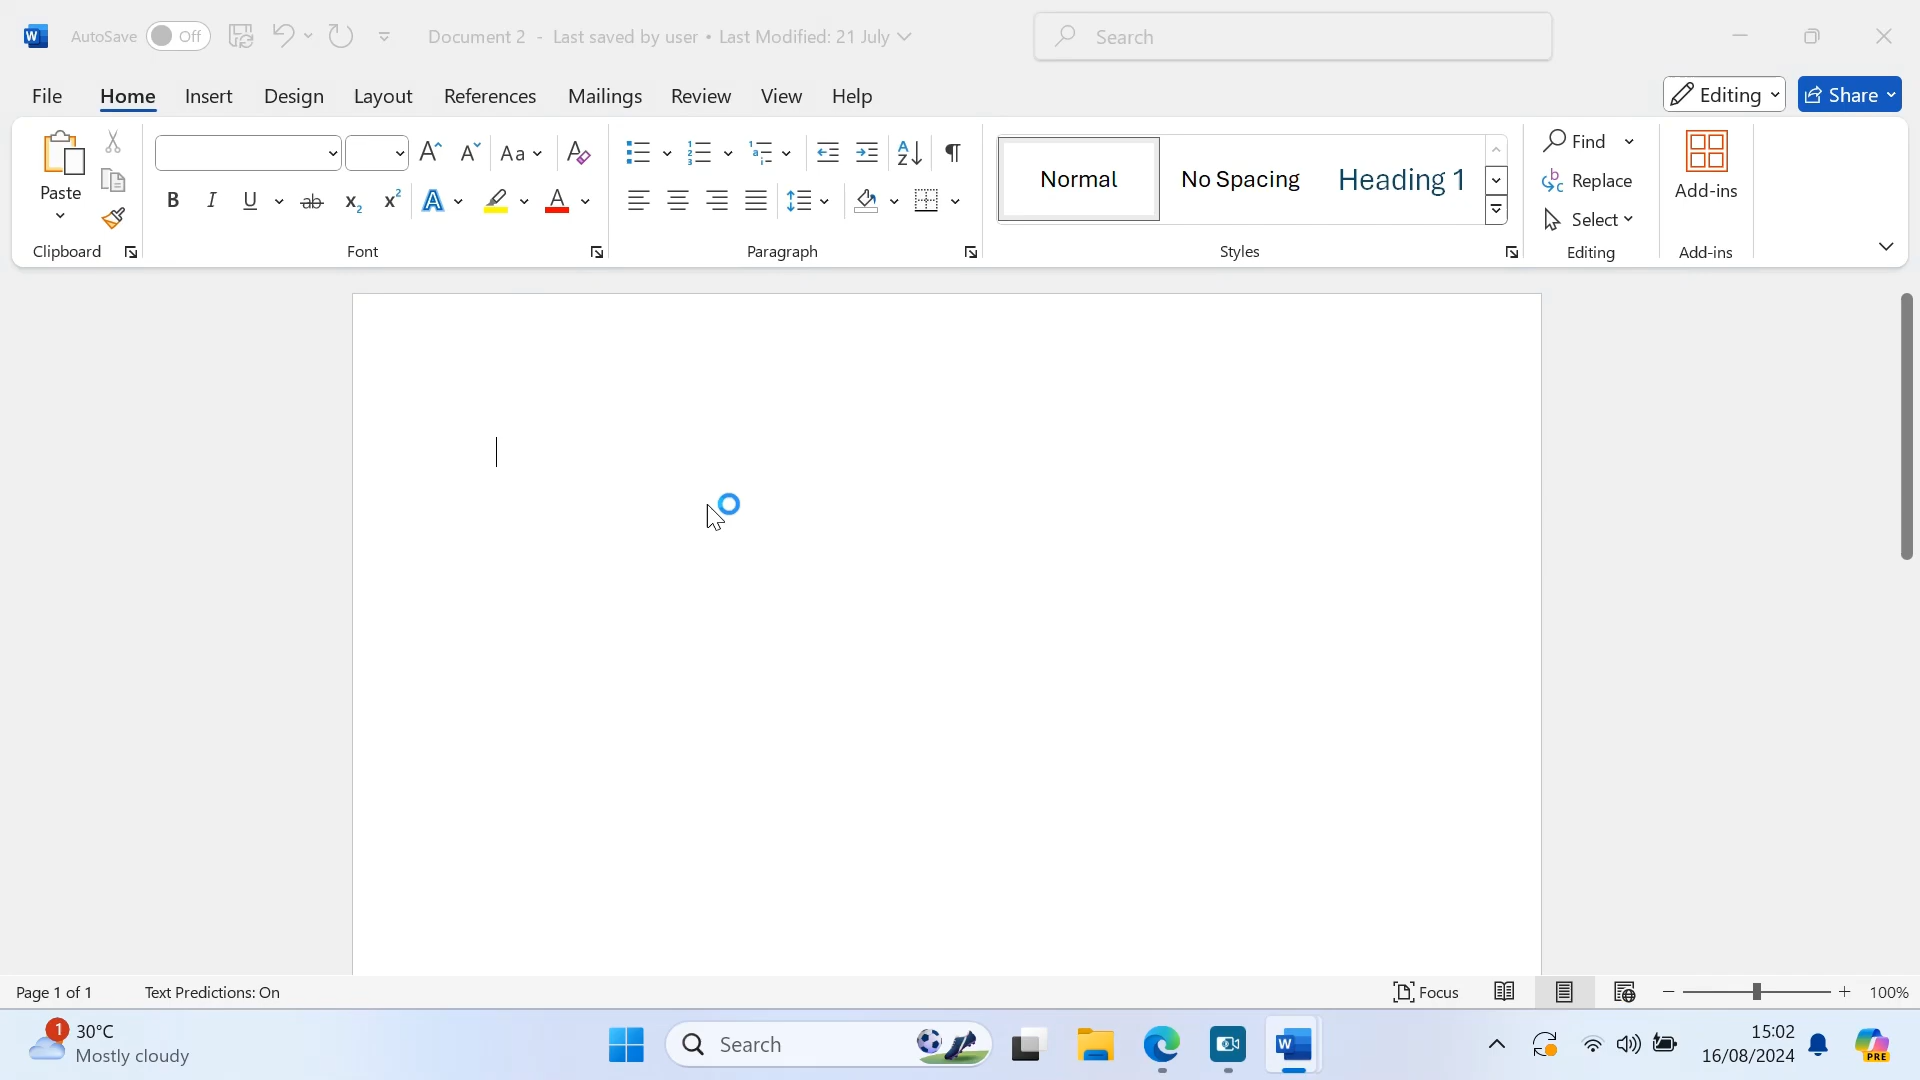 AutoSave Off Document 2 - Last saved by user • Last Modified: 21 July Search
File Home Insert Design Layout References Mailings Review View Help Editing Share
Paste
Clipboard
Aa
Font
Paragraph
Normal No Spacing Heading 1
Styles
Find
Replace
Select
Editing
Add-ins
Add-ins
Page 1 of 1 Text Predictions: On Focus 100%
1 30°C
Mostly cloudy
Search
15:02
16/08/2024
PRE